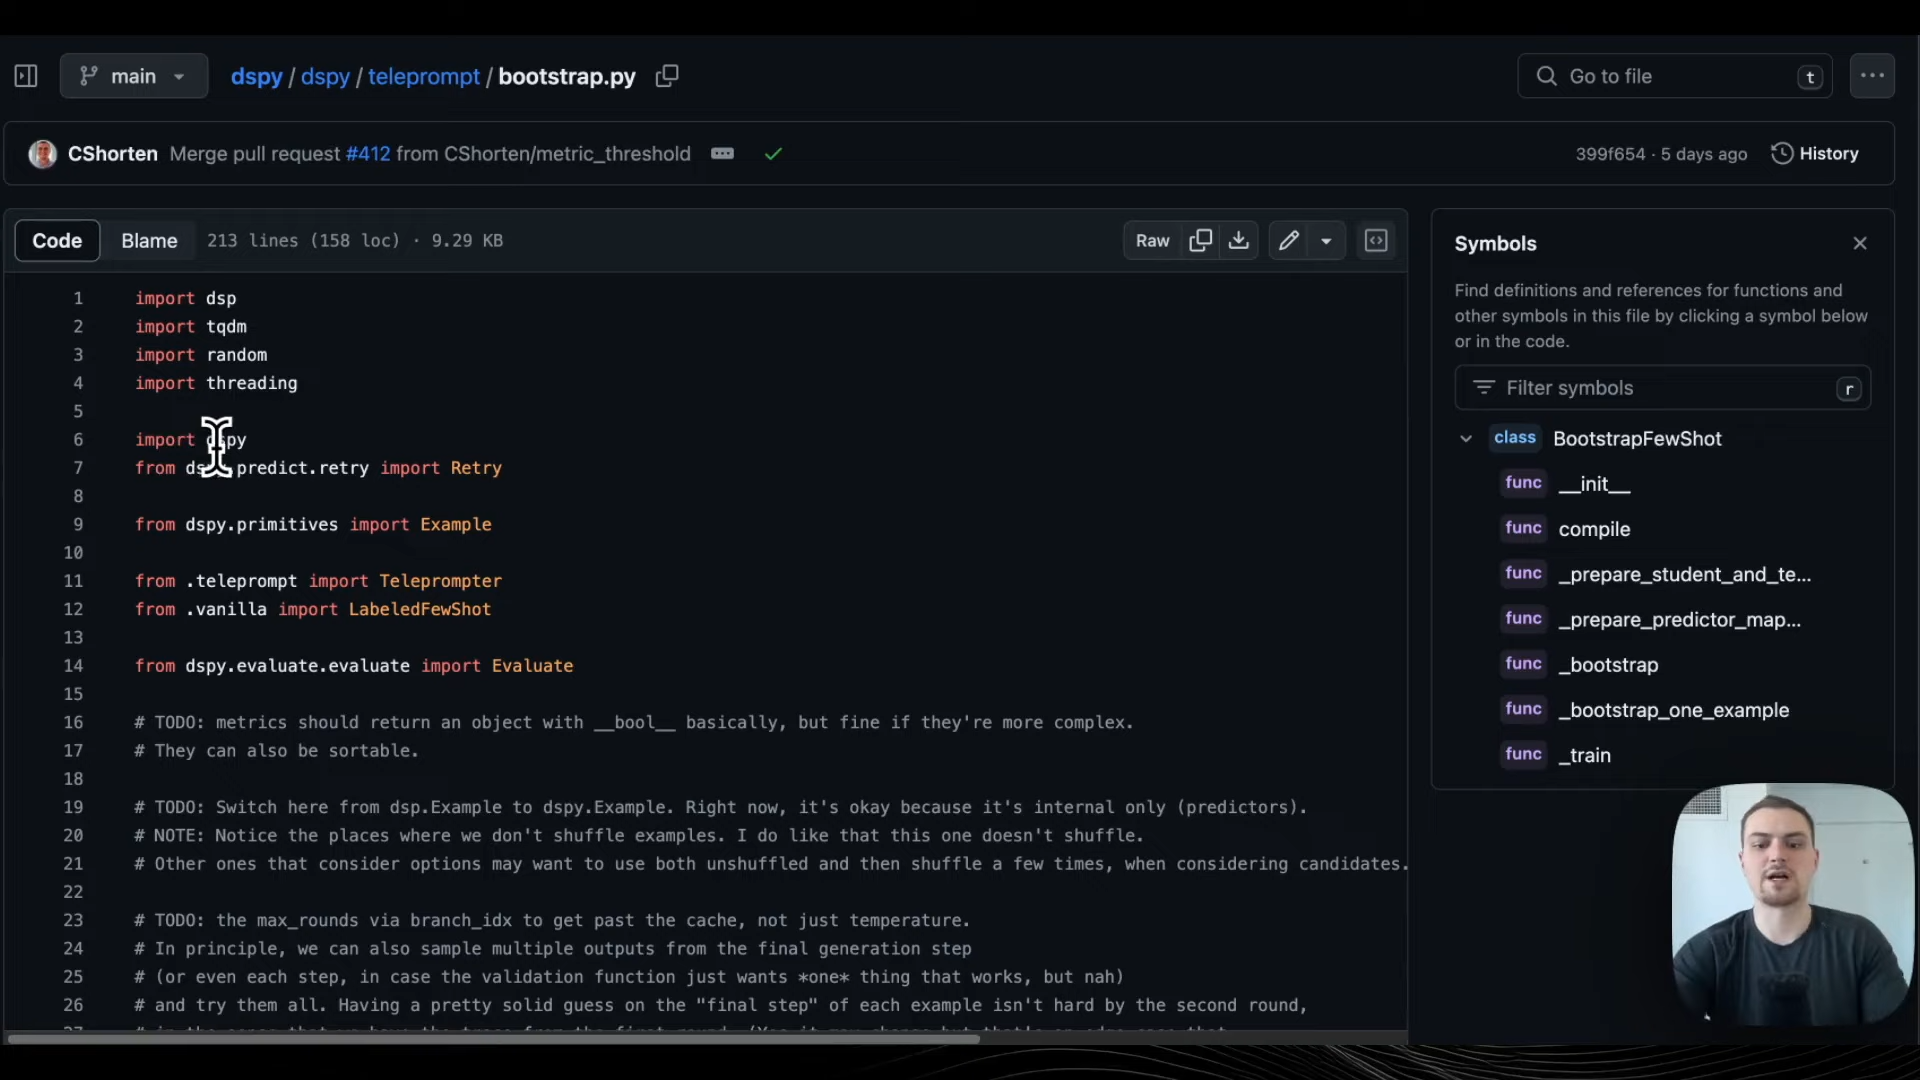 main
dspy / dspy / teleprompt / bootstrap.py
Go to file
t
CShorten Merge pull request #412 from CShorten/metric_threshold
399f654 · 5 days ago
History
Code
Blame
213 lines (158 loc) · 9.29 KB
Raw
1 import dsp
2 import tqdm
3 import random
4 import threading
5
6 import dspy
7 from predict.retry import Retry
8
9 from dspy.primitives import Example
10
11 from .teleprompt import Teleprompter
12 from .vanilla import LabeledFewShot
13
14 from dspy.evaluate.evaluate import Evaluate
15
16 # TODO: metrics should return an object with __bool__ basically, but fine if they're more complex.
17 # They can also be sortable.
18
19 # TODO: Switch here from dsp.Example to dspy.Example. Right now, it's okay because it's internal only (predictors).
20 # NOTE: Notice the places where we don't shuffle examples. I do like that this one doesn't shuffle.
21 # Other ones that consider options may want to use both unshuffled and then shuffle a few times, when considering candidates.
22
23 # TODO: the max_rounds via branch_idx to get past the cache, not just temperature.
24 # In principle, we can also sample multiple outputs from the final generation step
25 # (or even each step, in case the validation function just wants *one* thing that works, but nah)
26 # and try them all. Having a pretty solid guess on the "final step" of each example isn't hard by the second round,
Symbols
Find definitions and references for functions and
other symbols in this file by clicking a symbol below
or in the code.
Filter symbols
r
class BootstrapFewShot
func __init__
func compile
func _prepare_student_and_te...
func _prepare_predictor_map...
func _bootstrap
func _bootstrap_one_example
func _train